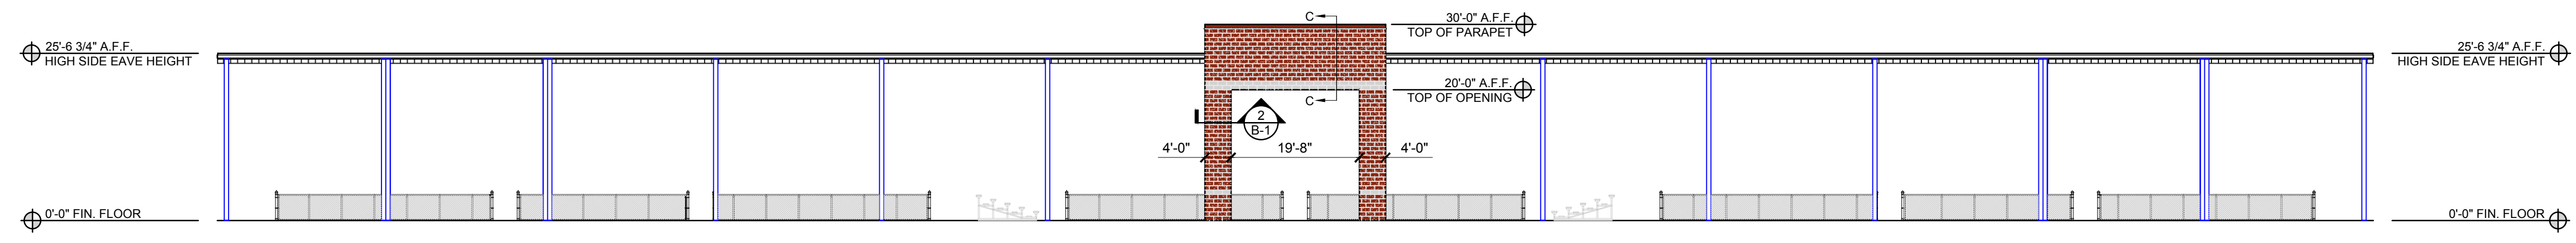 C
30'-0" A.F.F.
TOP OF PARAPET
25'-6 3/4" A.F.F.
HIGH SIDE EAVE HEIGHT
25'-6 3/4" A.F.F.
HIGH SIDE EAVE HEIGHT
20'-0" A.F.F.
TOP OF OPENING
C
2
B-1
4'-0"
19'-8"
4'-0"
0'-0" FIN. FLOOR
0'-0" FIN. FLOOR